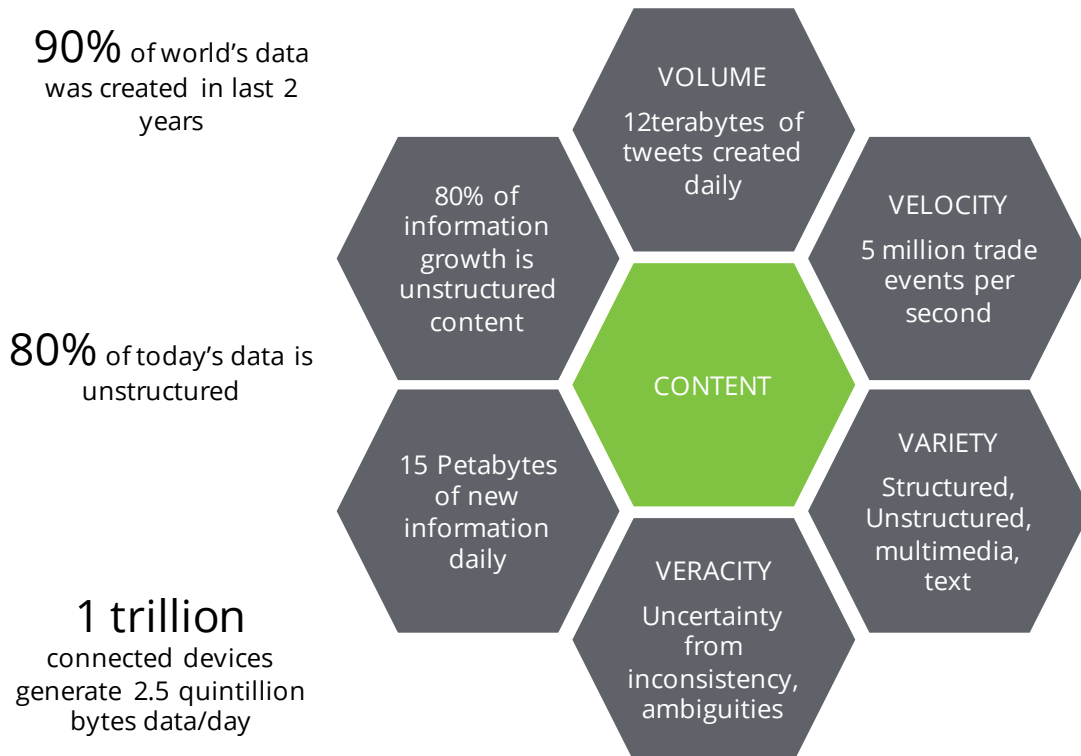 90% of world's data
was created in last 2
years
80% of today's data is
unstructured
1 trillion
connected devices
generate 2.5 quintillion
bytes data/day
VOLUME
12terabytes of
tweets created
daily
VELOCITY
5 million trade
events per
second
VARIETY
Structured,
Unstructured,
multimedia,
text
VERACITY
Uncertainty
from
inconsistency,
ambiguities
15 Petabytes
of new
information
daily
80% of
information
growth is
unstructured
content
CONTENT